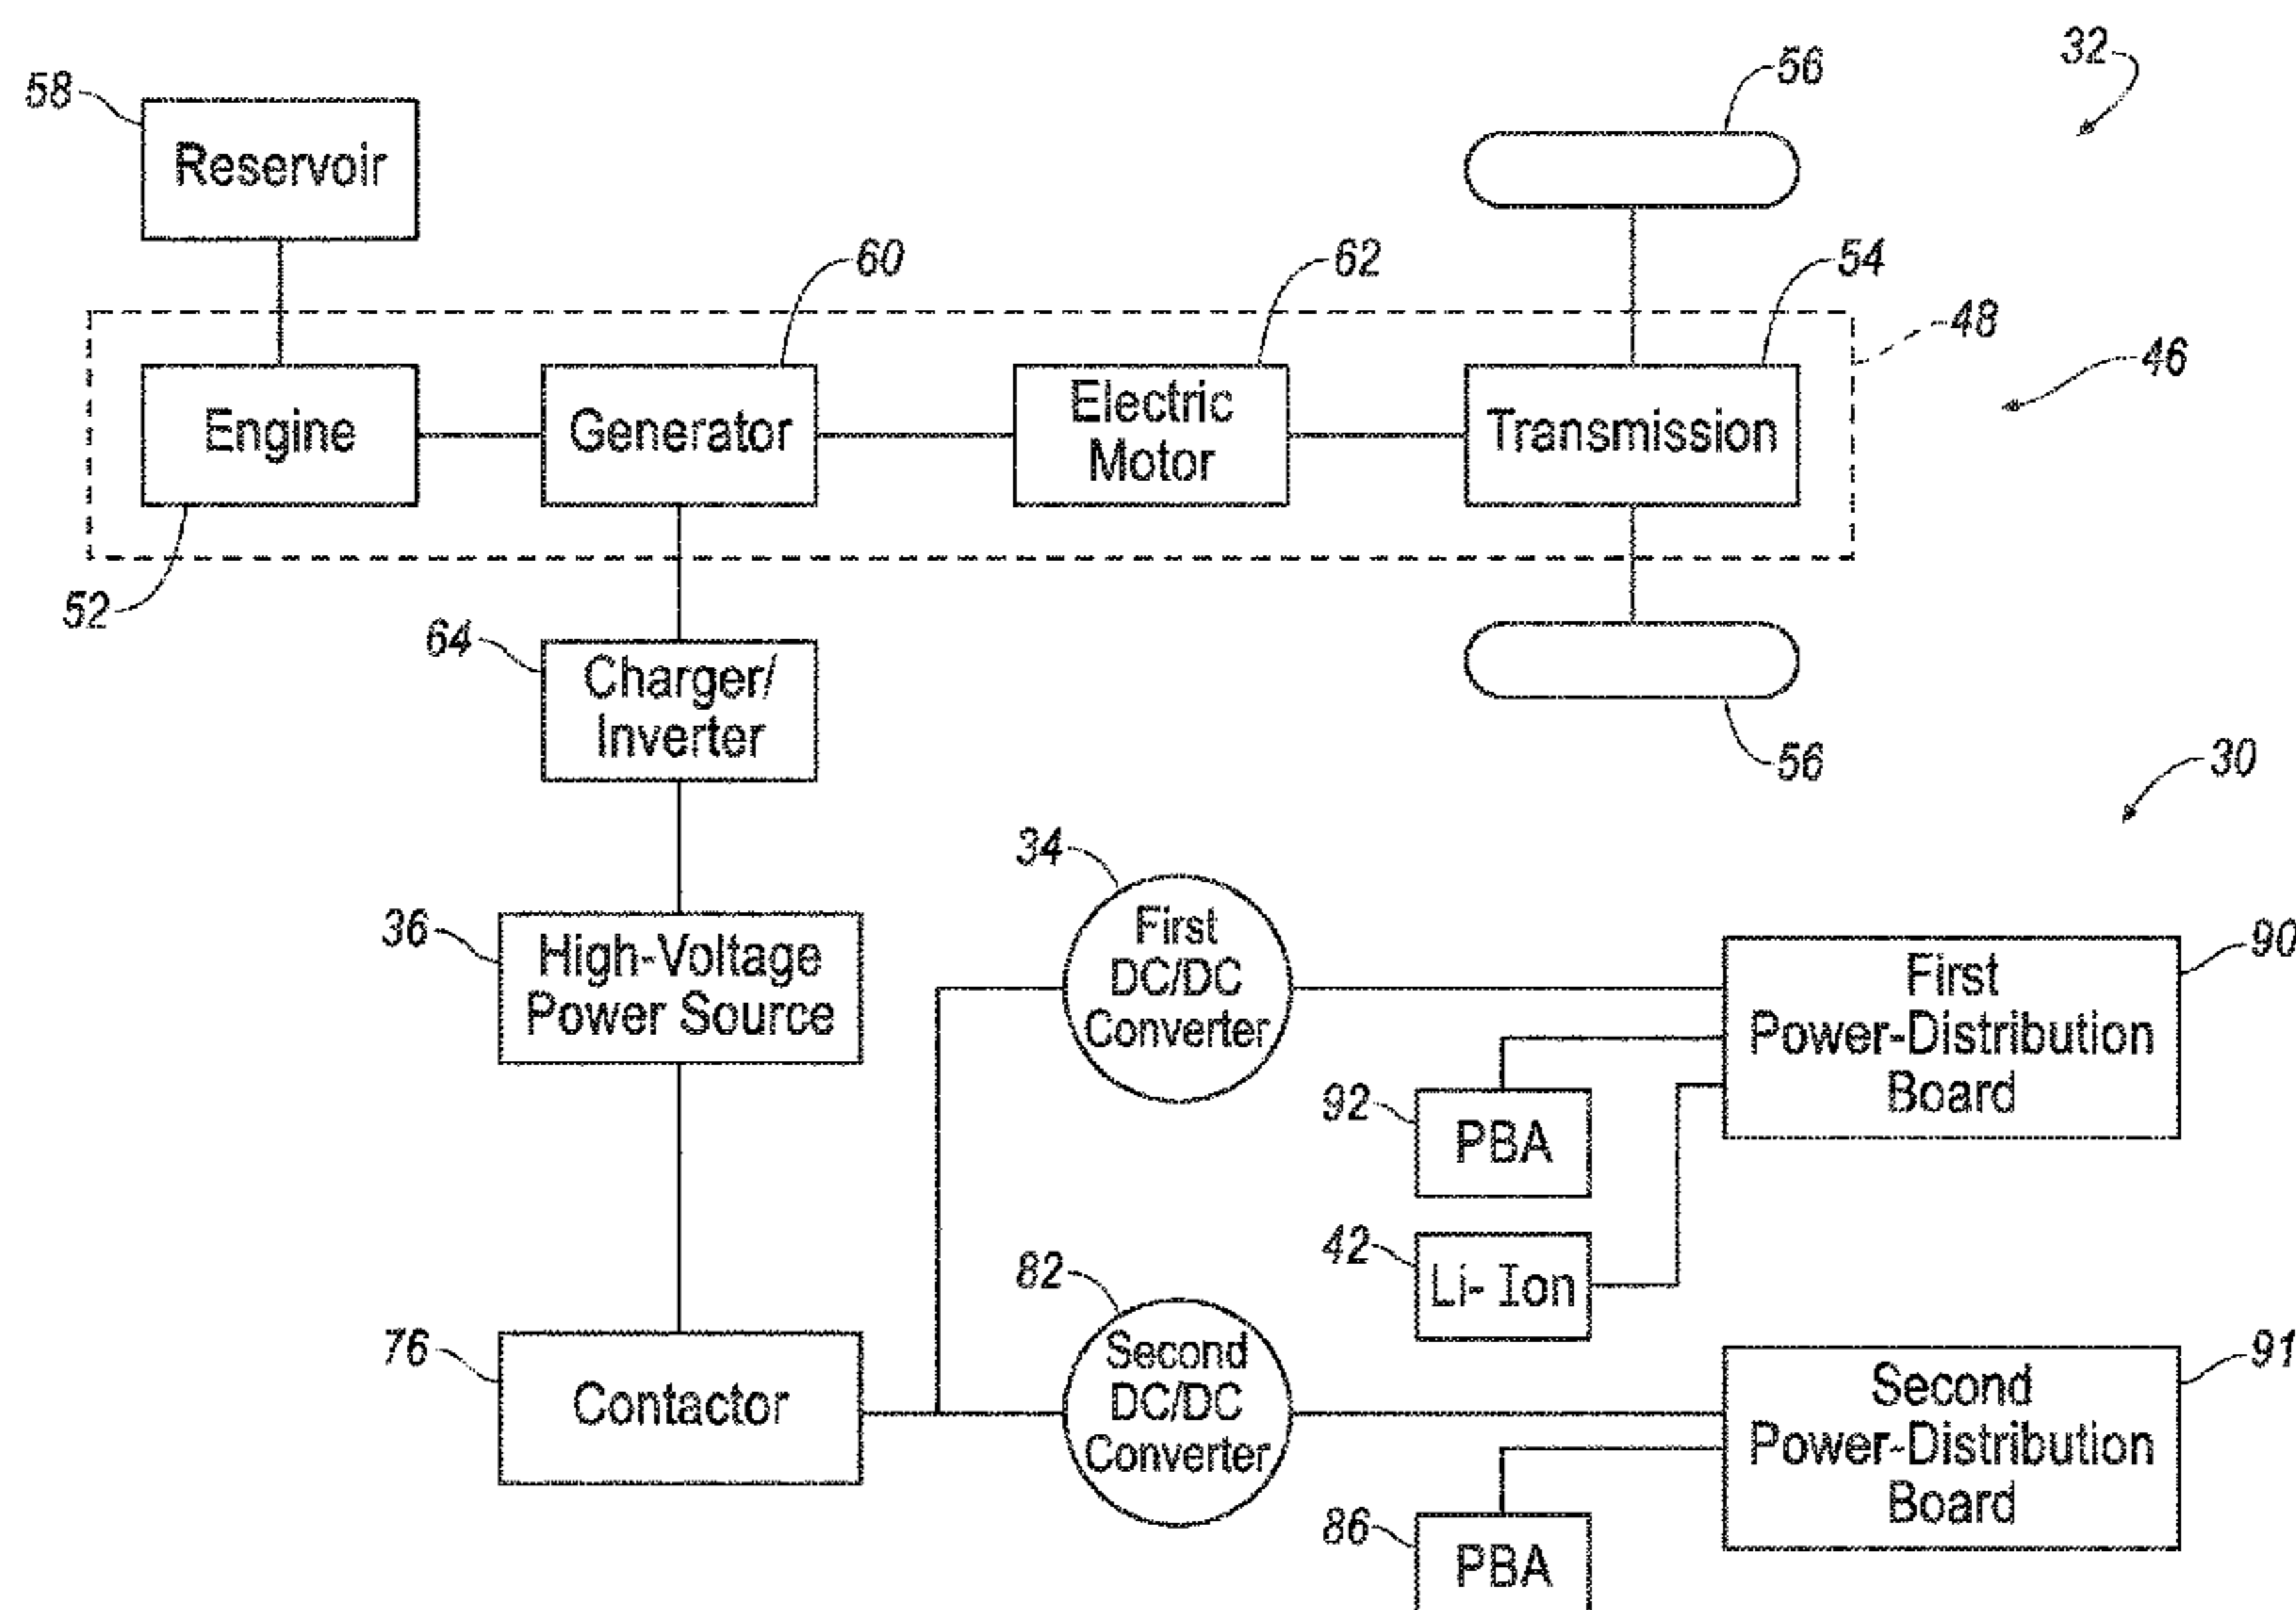 32
56
58
Reservoir
60
62
54
48
46
Engine
Generator
Electric
Motor
Transmission
52
64
Charger/
Inverter
56
30
34
36
High-Voltage
Power Source
First
DC/DC
Converter
90
First
Power-Distribution
Board
92
PBA
42
Li-Ion
82
76
Contactor
Second
DC/DC
Converter
91
Second
Power-Distribution
Board
86
PBA